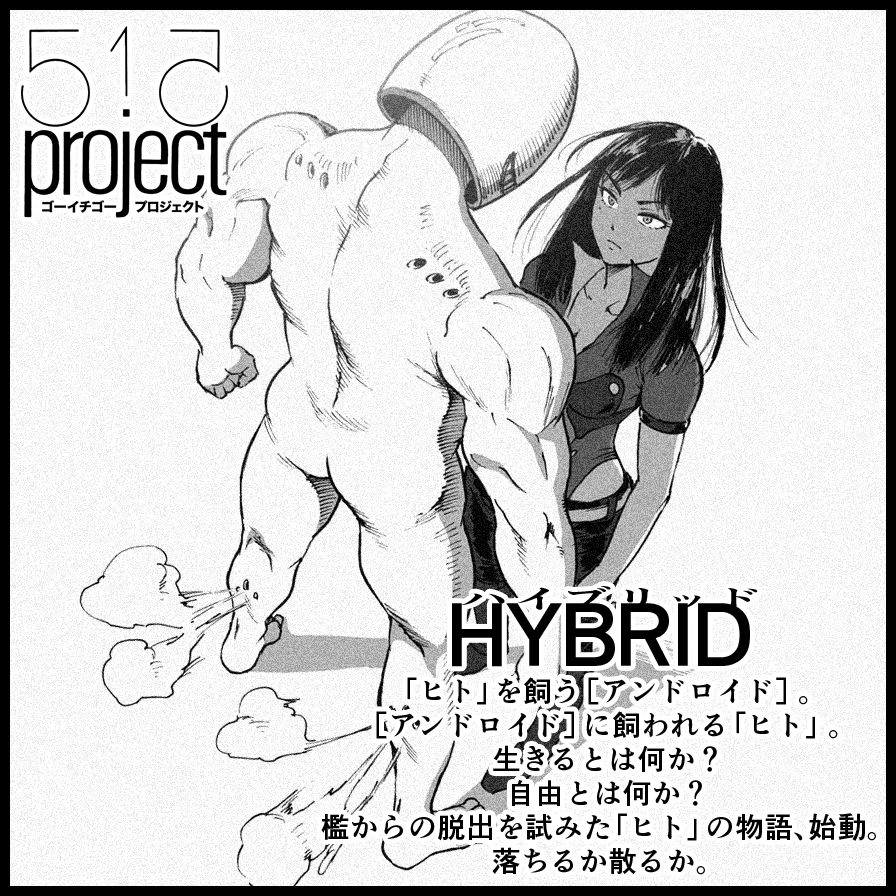 515
project
ゴーイチゴー プロジェクト
ハイブリッド
HYBRID
「ヒト」を飼う[アンドロイド]。
[アンドロイド]に飼われる「ヒト」。
生きるとは何か？
自由とは何か？
檻からの脱出を試みた「ヒト」の物語、始動。
落ちるか散るか。